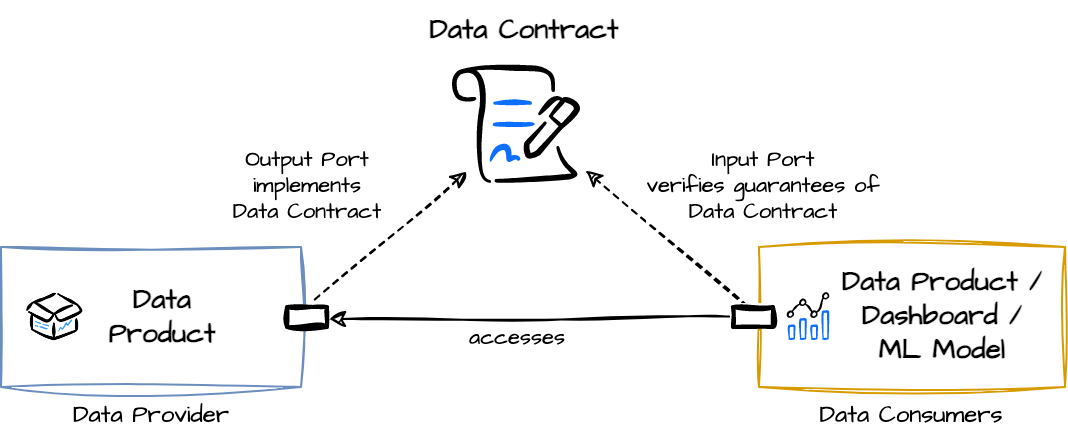 Data Contract
Output Port
implements
Data Contract
Input Port
verifies guarantees of
Data Contract
Data
Product
accesses
Data Product /
Dashboard /
ML Model
Data Provider
Data Consumers